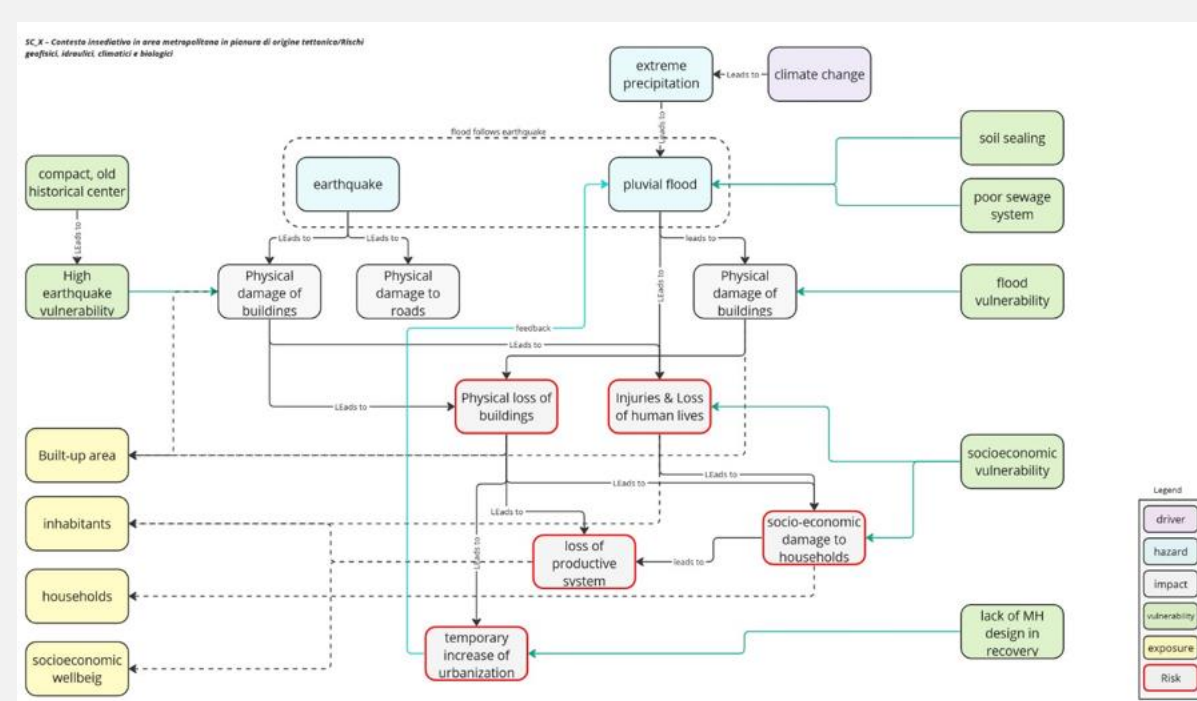 SC_X – Contesto insediativo in area metropolitana in pianura di origine tettonica/Rischi
geofisici, idraulici, climatici e biologici
extreme
precipitation
Leads to
climate change
Leads to
flood follows earthquake
soil sealing
compact, old
historical center
earthquake
pluvial flood
poor sewage
system
LEads to
LEads to
LEads to
leads to
High
earthquake
vulnerability
Physical
damage of
buildings
Physical
damage to
roads
LEads to
Physical
damage of
buildings
flood
vulnerability
feedback
LEads to
Physical loss of
buildings
Injuries & Loss
of human lives
LEads to
Built-up area
socioeconomic
vulnerability
LEads to
LEads to
Legend
inhabitants
LEads to
socio-economic
damage to
households
driver
loss of
productive
system
leads to
LEads to
hazard
households
impact
temporary
increase of
urbanization
lack of MH
design in
recovery
vulnerability
socioeconomic
wellbeig
exposure
Risk